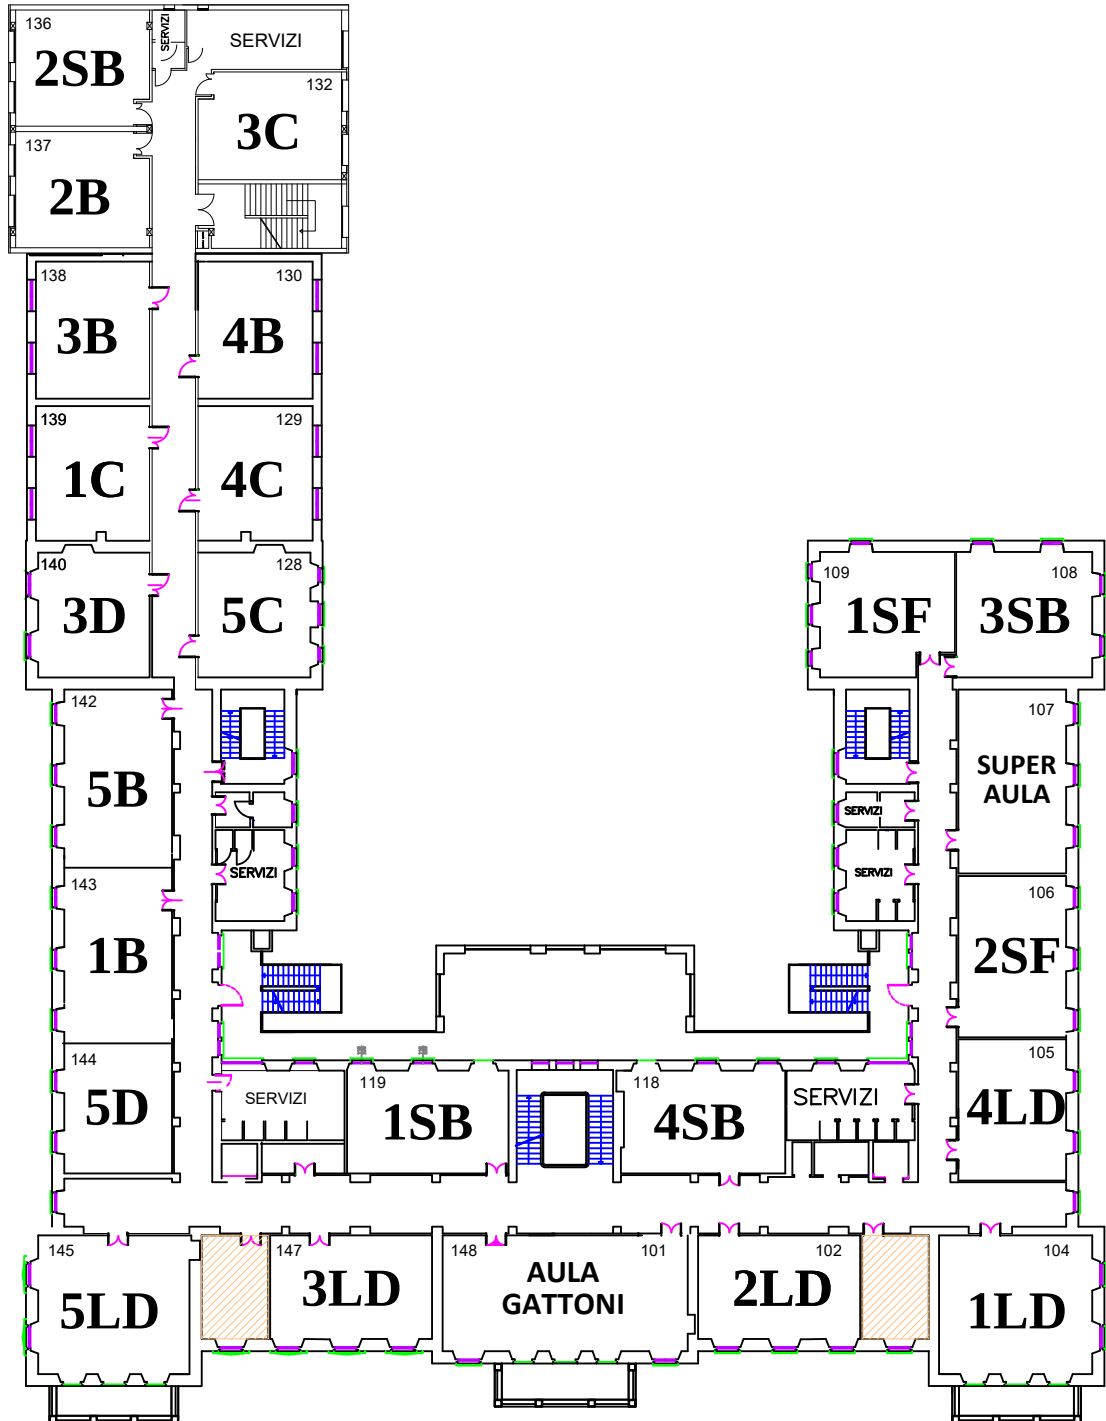 136
2SB
SERVIZI
SERVIZI
132
3C
137
2B
138
3B
130
4B
139
1C
129
4C
140
3D
128
5C
109
1SF
108
3SB
142
5B
107
SUPER
AULA
SERVIZI
SERVIZI
SERVIZI
143
1B
106
2SF
144
5D
SERVIZI
119
1SB
118
4SB
SERVIZI
105
4LD
145
5LD
147
3LD
148
101
AULA
GATTONI
102
2LD
104
1LD